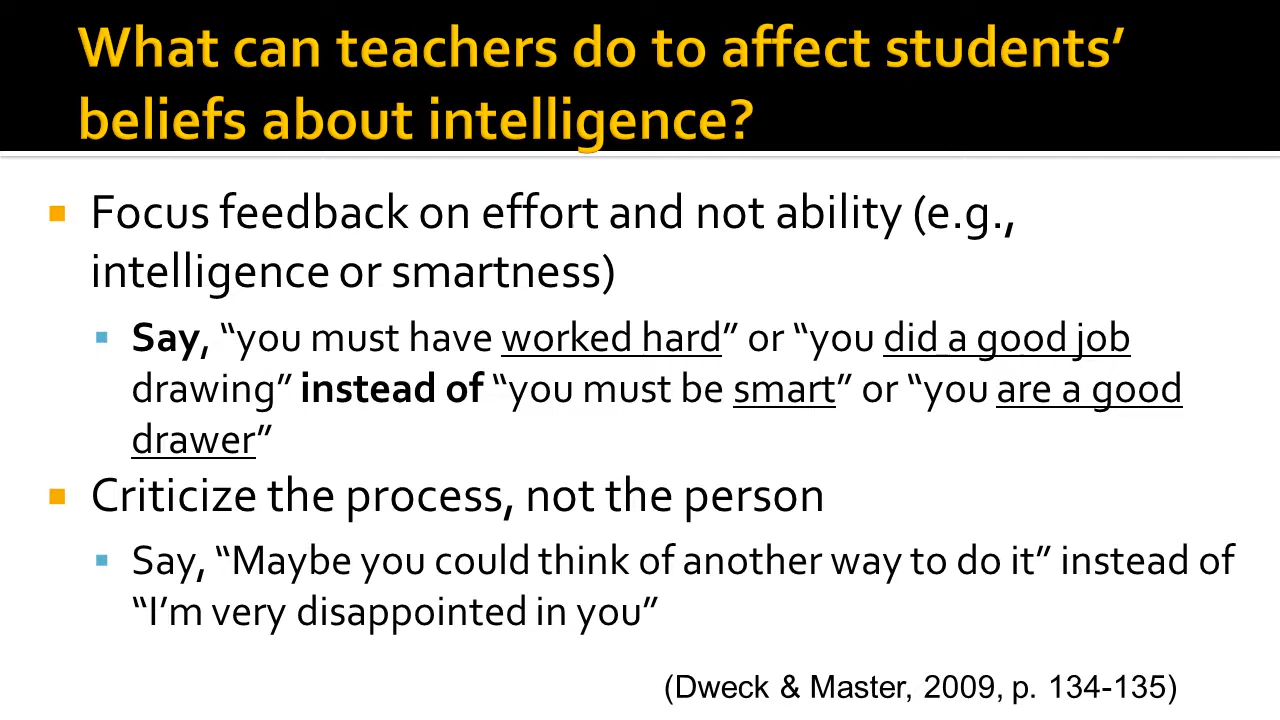 What can teachers do to affect students’
beliefs about intelligence?
Focus feedback on effort and not ability (e.g.,
intelligence or smartness)
Say, “you must have worked hard” or “you did a good job
drawing” instead of “you must be smart” or “you are a good
drawer”
Criticize the process, not the person
Say, “Maybe you could think of another way to do it” instead of
“I’m very disappointed in you”
(Dweck & Master, 2009, p. 134-135)